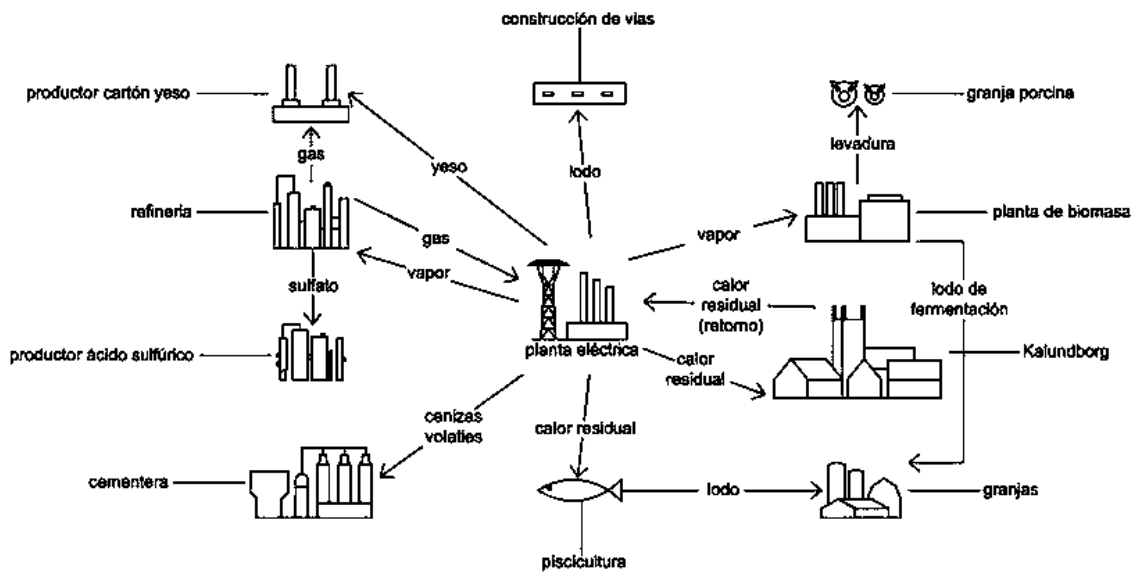 construcción de vias
productor cartón yeso
granja porcina
gas
yeso
lodo
levadura
refineria
gas
vapor
vapor
planta de biomasa
sulfato
calor
residual
(retorno)
lodo de
fermentación
productor ácido sulfúrico
planta eléctrica
calor
residual
Kalundborg
cenizas
volatles
calor residual
cementera
lodo
granjas
piscicultura